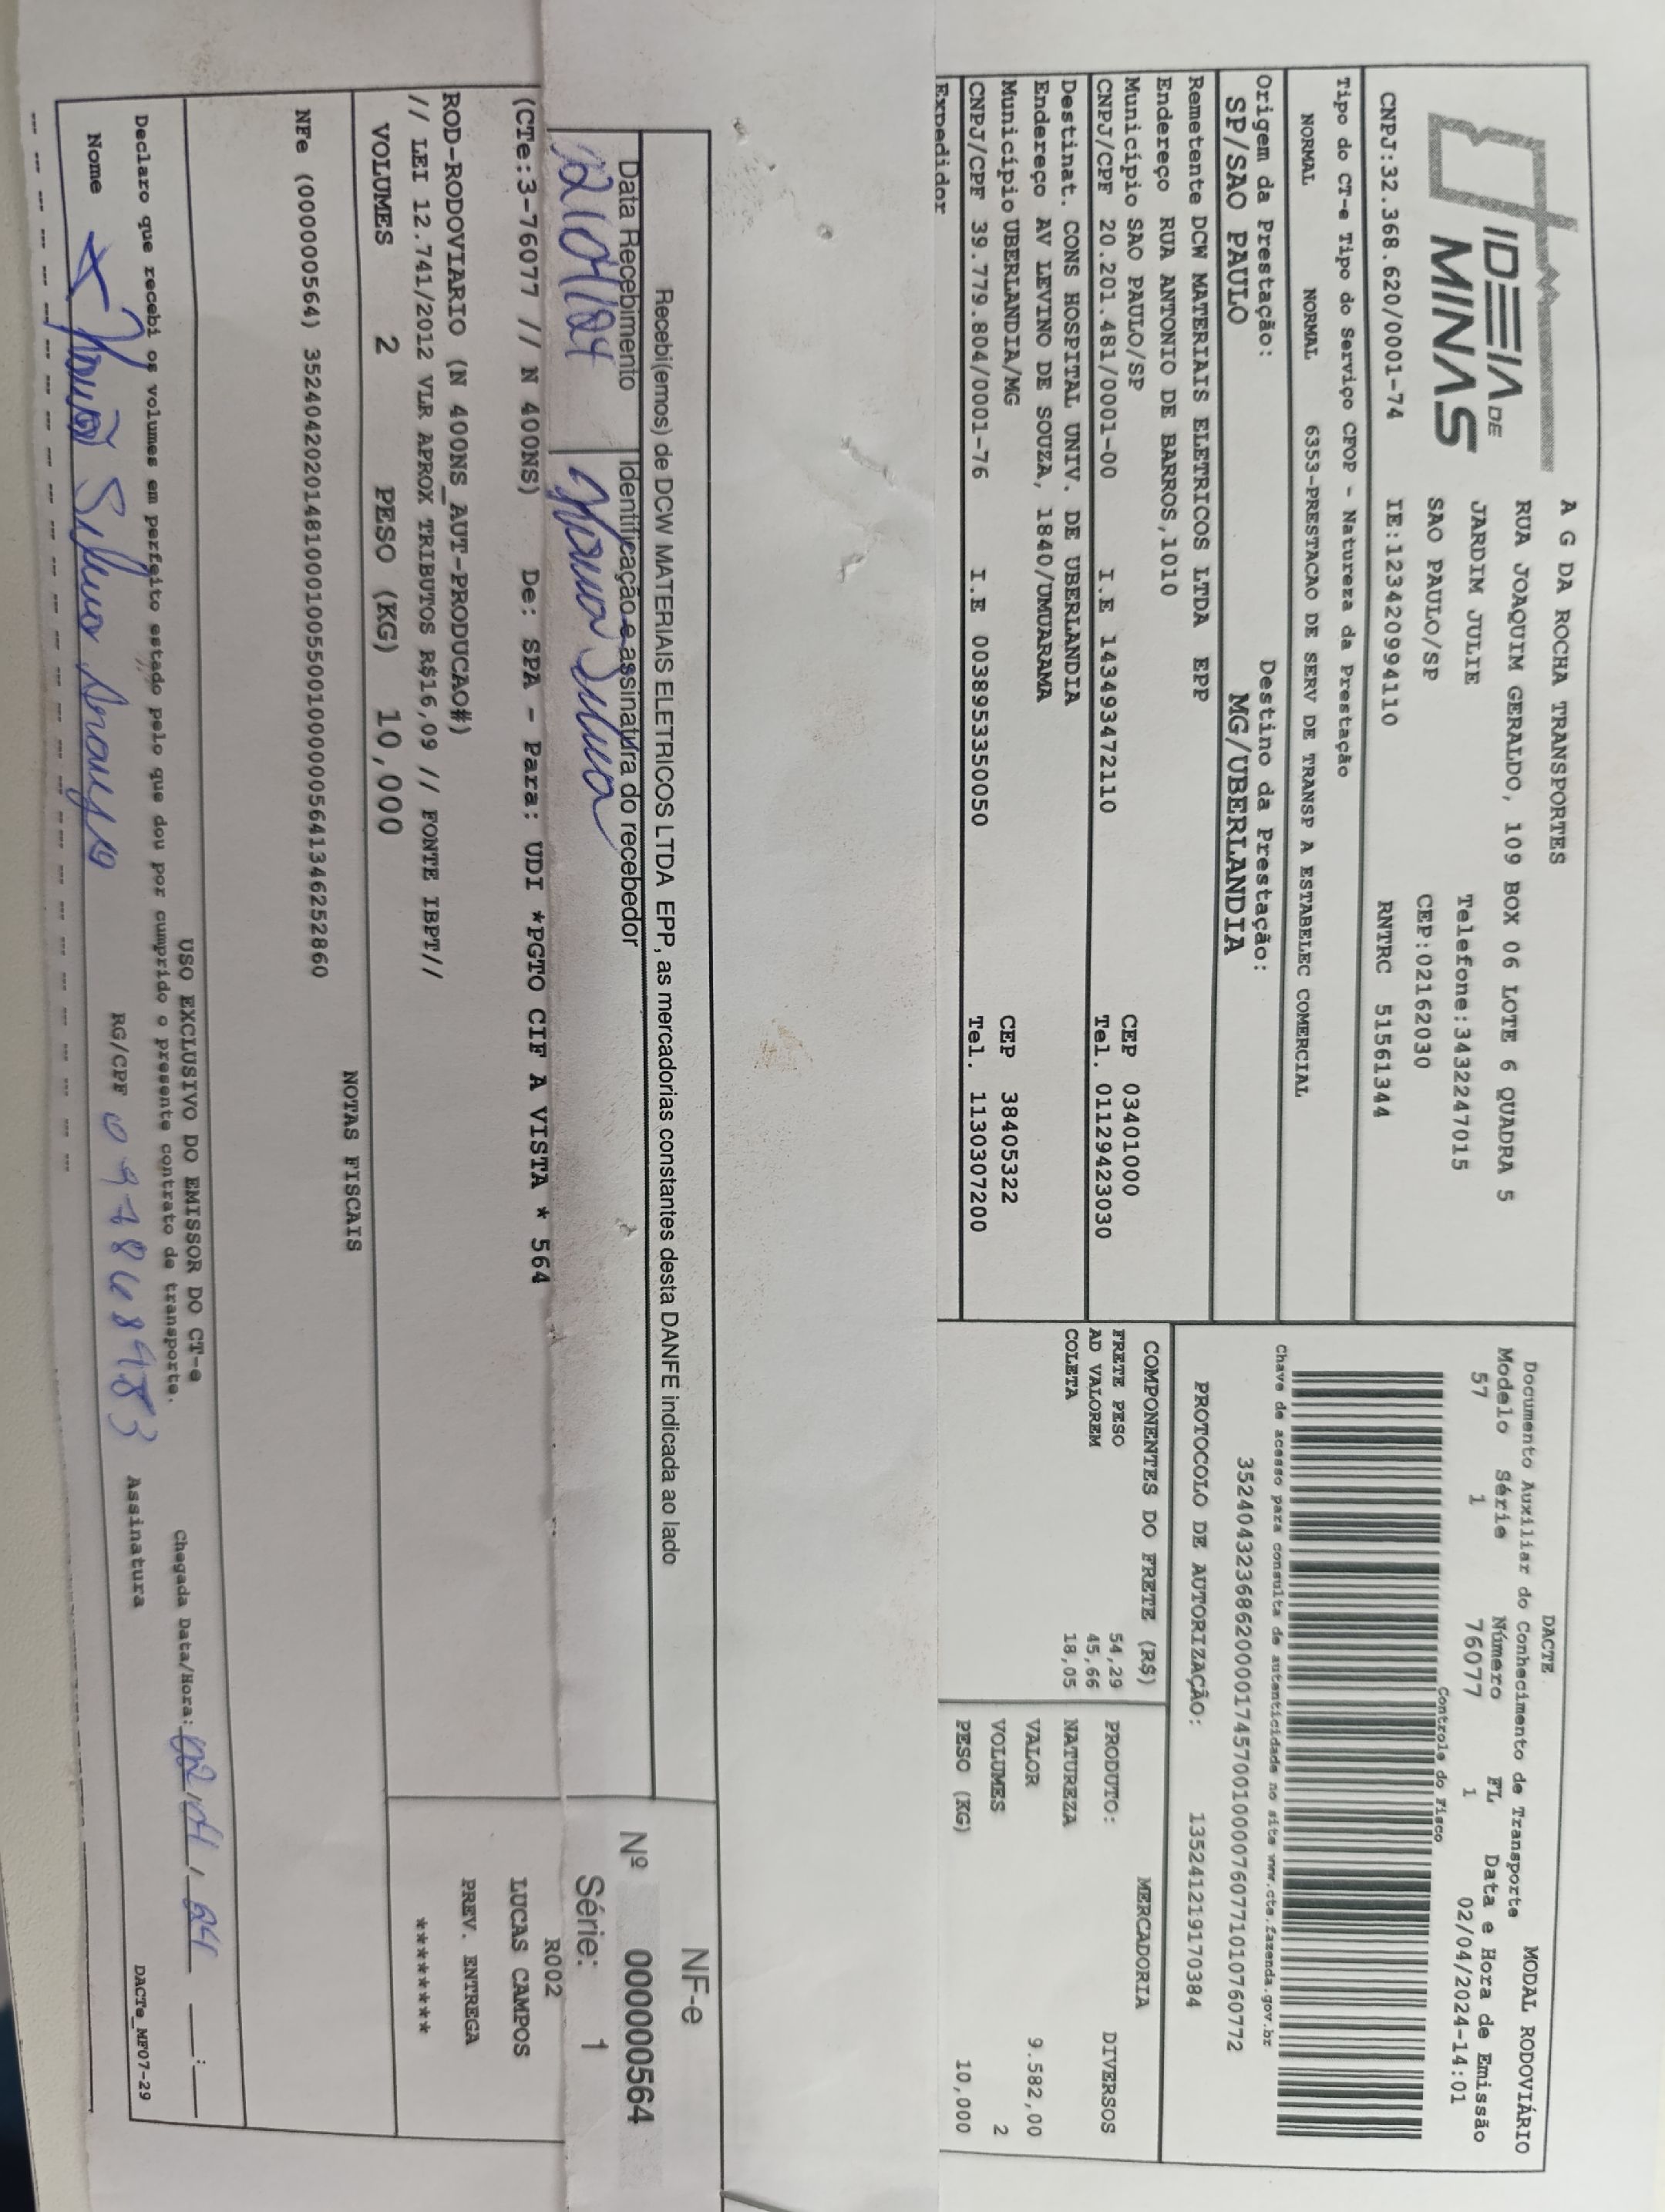 IDEIA DE
MINAS
A G DA ROCHA TRANSPORTES
RUA JOAQUIM GERALDO, 109 BOX 06 LOTE 6 QUADRA 5
JARDIM JULIE Telefone:3432247015
SAO PAULO/SP CEP:02162030
CNPJ:32.368.620/0001-74 IE:123420994110 RNTRC 51561344
Tipo do CT-e Tipo do Serviço CFOP - Natureza da Prestação
NORMAL NORMAL 6353-PRESTACAO DE SERV DE TRANSP A ESTABELEC COMERCIAL
Origem da Prestação: Destino da Prestação:
SP/SAO PAULO MG/UBERLANDIA
Remetente DCW MATERIAIS ELETRICOS LTDA EPP
Endereço RUA ANTONIO DE BARROS,1010
Município SAO PAULO/SP CEP 03401000
CNPJ/CPF 20.201.481/0001-00 I.E 143493472110 Tel. 01129423030
Destinat. CONS HOSPITAL UNIV. DE UBERLANDIA
Endereço AV LEVINO DE SOUZA, 1840/UMUARAMA
Município UBERLANDIA/MG CEP 38405322
CNPJ/CPF 39.779.804/0001-76 I.E 0038953350050 Tel. 1130307200
Expedidor
DACTE MODAL RODOVIÁRIO
Documento Auxiliar do Conhecimento de Transporte
Modelo Série Número FL Data e Hora de Emissão
57 1 76077 1 02/04/2024-14:01
Controle do Fisco
Chave de acesso para consulta de autenticidade no site www.cte.fazenda.gov.br
35240432368620000174570010000760771010760772
PROTOCOLO DE AUTORIZAÇÃO: 135241219170384
COMPONENTES DO FRETE (R$)
FRETE PESO 54,29
AD VALOREM 45,66
COLETA 18,05
MERCADORIA
PRODUTO: DIVERSOS
NATUREZA
VALOR 9.582,00
VOLUMES 2
PESO (KG) 10,000
Recebi(emos) de DCW MATERIAIS ELETRICOS LTDA EPP, as mercadorias constantes desta DANFE indicada ao lado
Data Recebimento Identificação e assinatura do recebedor
NF-e
Nº 000000564
Série: 1
(CTe:3-76077 // N 400NS) De: SPA - Para: UDI *PGTO CIF A VISTA * 564
ROD-RODOVIARIO (N 400NS_AUT-PRODUCAO#)
// LEI 12.741/2012 VLR APROX TRIBUTOS R$16,09 // FONTE IBPT//
R002
LUCAS CAMPOS
PREV. ENTREGA
********
VOLUMES 2 PESO (KG) 10,000
NOTAS FISCAIS
NFe (000000564) 35240420201481000100550010000005641346252860
USO EXCLUSIVO DO EMISSOR DO CT-e
Declaro que recebi os volumes em perfeito estado pelo que dou por cumprido o presente contrato de transporte.
Chegada Data/Hora: 02/04/24 __:__
Nome RG/CPF Assinatura
DACTe_MF07-29